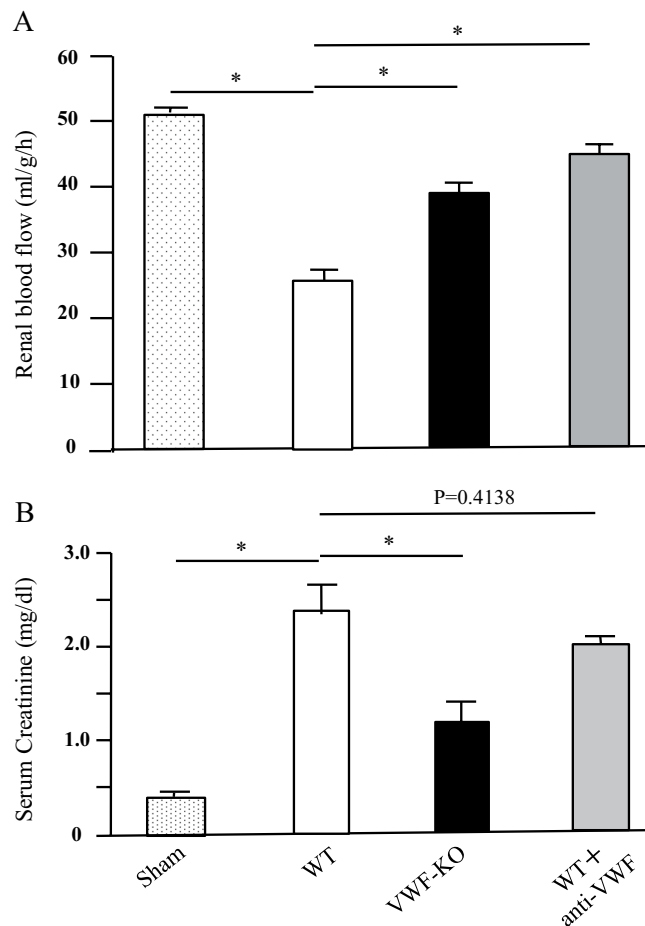 A
*
* *
60
50
40
30
20
10
0
Renal blood flow (ml/g/h)
B
P=0.4138
* *
3.0
2.0
1.0
0
Serum Creatinine (mg/dl)
Sham
WT
VWF-KO
WT+
anti-VWF